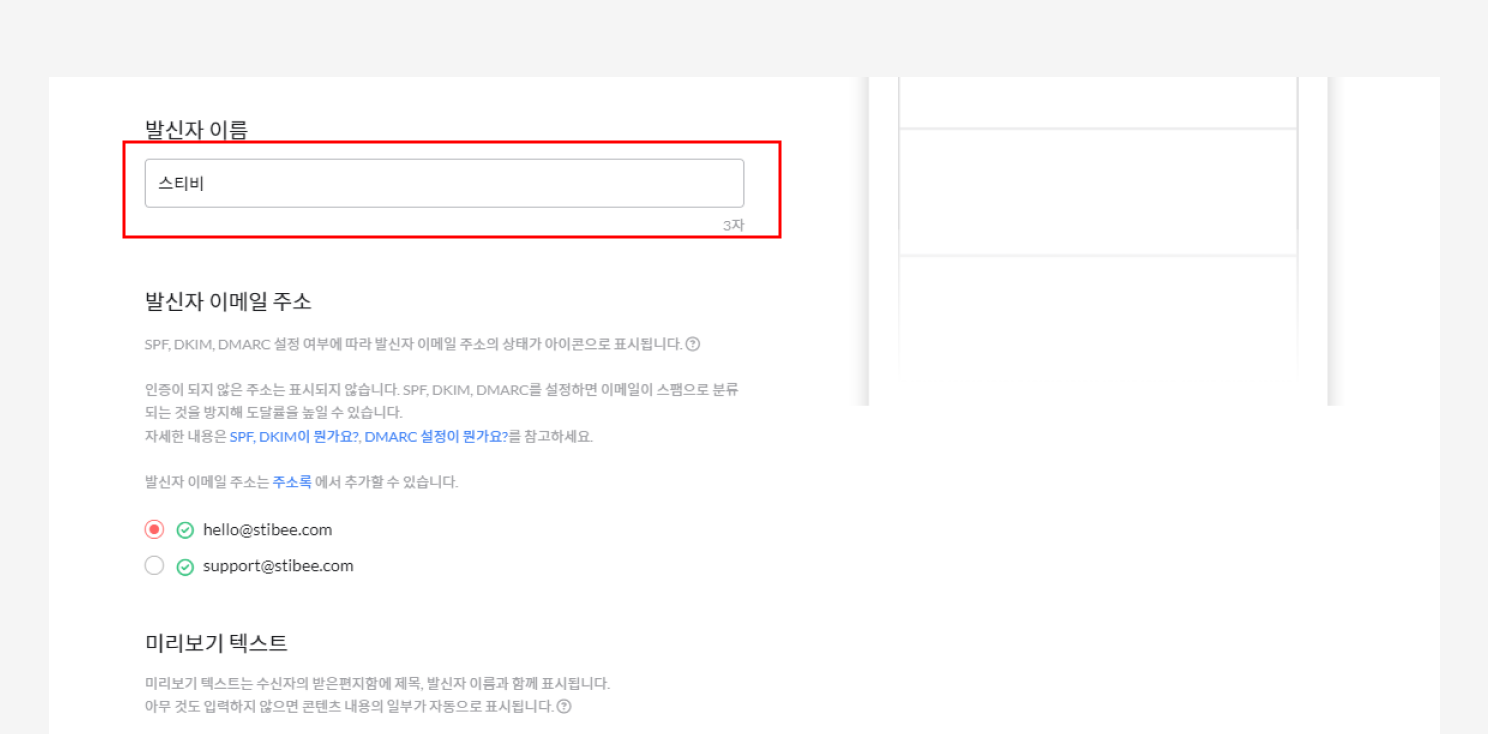 발신자 이름
스티비
3자
발신자 이메일 주소
SPF, DKIM, DMARC 설정 여부에 따라 발신자 이메일 주소의 상태가 아이콘으로 표시됩니다.
인증이 되지 않은 주소는 표시되지 않습니다. SPF, DKIM, DMARC를 설정하면 이메일이 스팸으로 분류
되는 것을 방지해 도달률을 높일 수 있습니다.
자세한 내용은 SPF, DKIM이 뭔가요?, DMARC 설정이 뭔가요?를 참고하세요.
발신자 이메일 주소는 주소록 에서 추가할 수 있습니다.
hello@stibee.com
support@stibee.com
미리보기 텍스트
미리보기 텍스트는 수신자의 받은편지함에 제목, 발신자 이름과 함께 표시됩니다.
아무 것도 입력하지 않으면 콘텐츠 내용의 일부가 자동으로 표시됩니다.